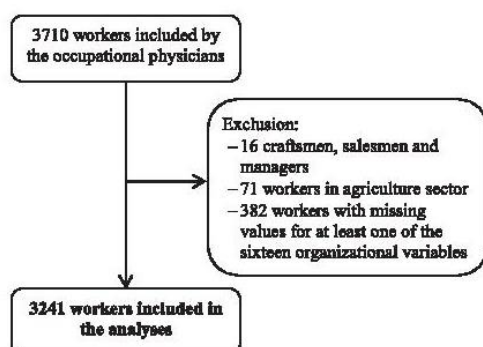 3710 workers included by
the occupational physicians
Exclusion:
–16 craftsmen, salesmen and
managers
–71 workers in agriculture sector
–382 workers with missing
values for at least one of the
sixteen organizational variables
3241 workers included in
the analyses